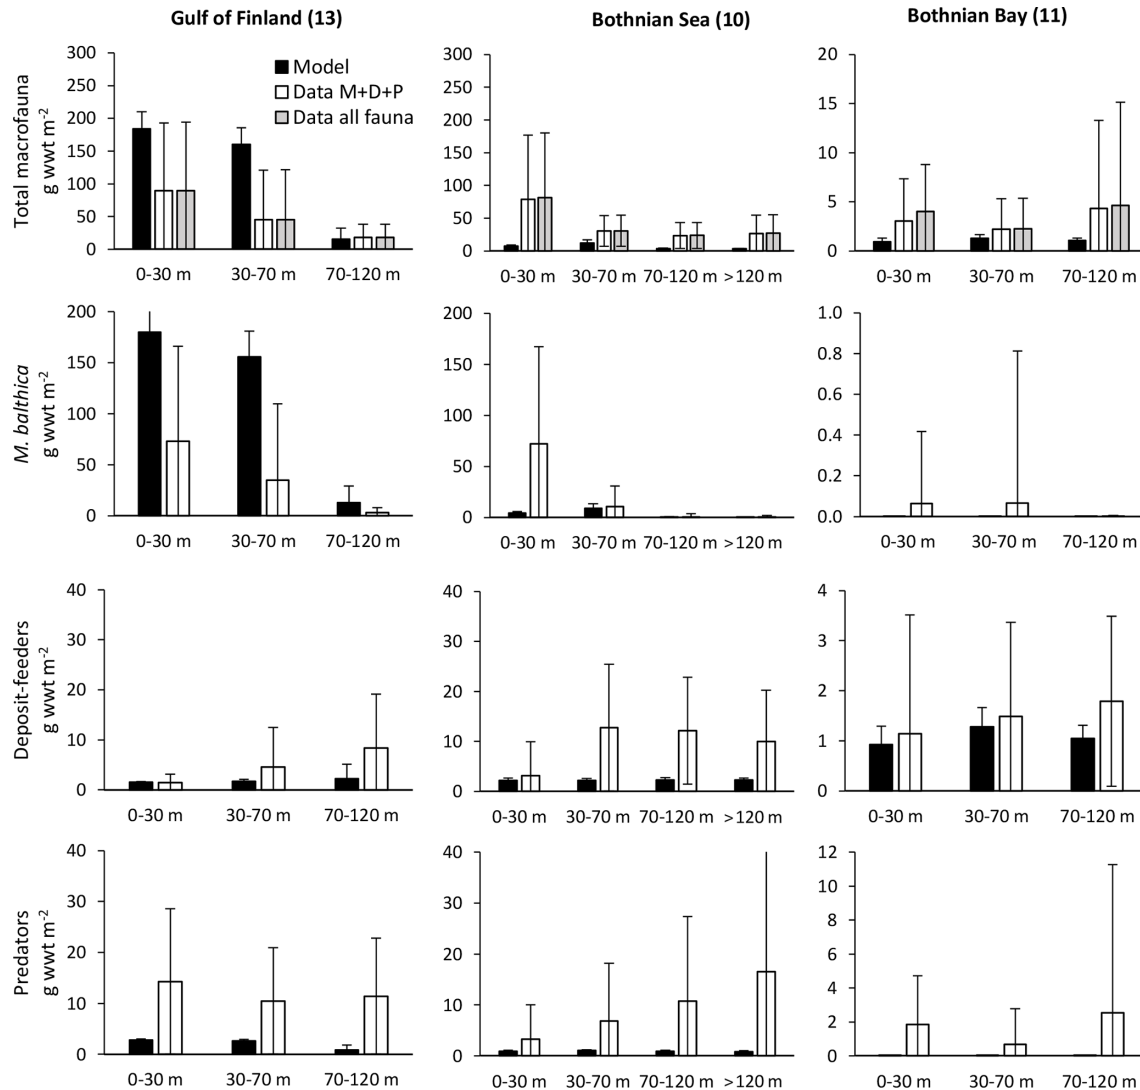 Gulf of Finland (13)
Bothnian Sea (10)
Bothnian Bay (11)
Total macrofauna
g wwt m-2
300
250
200
150
100
50
0
Model
Data M+D+P
Data all fauna
0-30 m 30-70 m 70-120 m
300
250
200
150
100
50
0
0-30 m 30-70 m 70-120 m >120 m
20
15
10
5
0
0-30 m 30-70 m 70-120 m
M. balthica
g wwt m-2
200
150
100
50
0
0-30 m 30-70 m 70-120 m
200
150
100
50
0
0-30 m 30-70 m 70-120 m >120 m
1.0
0.8
0.6
0.4
0.2
0.0
0-30 m 30-70 m 70-120 m
Deposit-feeders
g wwt m-2
40
30
20
10
0
0-30 m 30-70 m 70-120 m
40
30
20
10
0
0-30 m 30-70 m 70-120 m >120 m
4
3
2
1
0
0-30 m 30-70 m 70-120 m
Predators
g wwt m-2
40
30
20
10
0
0-30 m 30-70 m 70-120 m
40
30
20
10
0
0-30 m 30-70 m 70-120 m >120 m
12
10
8
6
4
2
0
0-30 m 30-70 m 70-120 m